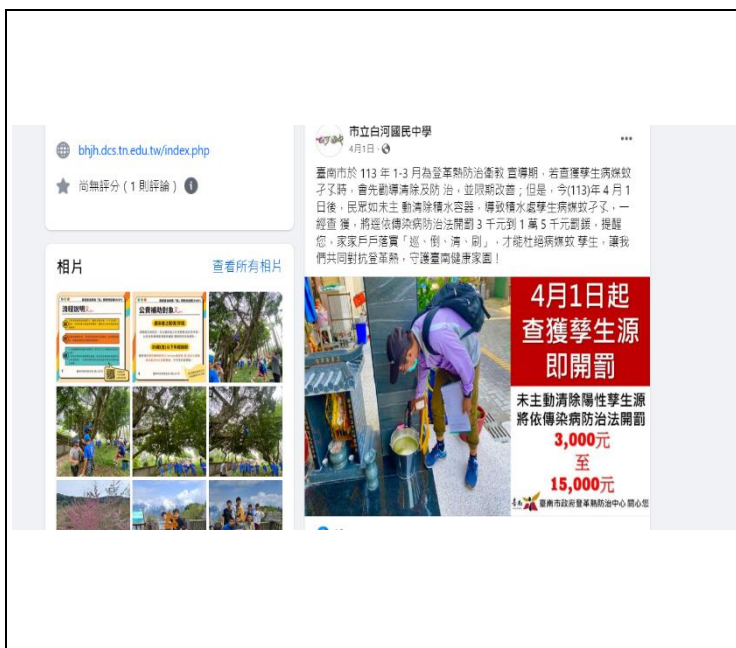 bhjh.dcs.tn.edu.tw/index.php
尚無評分(1 則評論)
相片
查看所有相片
流程說明
公費補助對象
市立白河國民中學
4月1日
臺南市於 113 年 1-3 月為登革熱防治衛教 宣導期,若查獲孳生病媒蚊
孑孓時,會先勸導清除及防 治,並限期改善;但是,今(113)年 4 月 1
日後,民眾如未主 動清除積水容器,導致積水處孳生病媒蚊孑孓,一
經查 獲,將逕依傳染病防治法開罰 3 千元到 1 萬 5 千元罰鍰,提醒
您,家家戶戶落實「巡、倒、清、刷」,才能杜絕病媒蚊 孳生,讓我
們共同對抗登革熱,守護臺南健康家園!
4月1日起
查獲孳生源
即開罰
未主動清除陽性孳生源
將依傳染病防治法開罰
3,000元
至
15,000元
臺南市政府登革熱防治中心 關心您